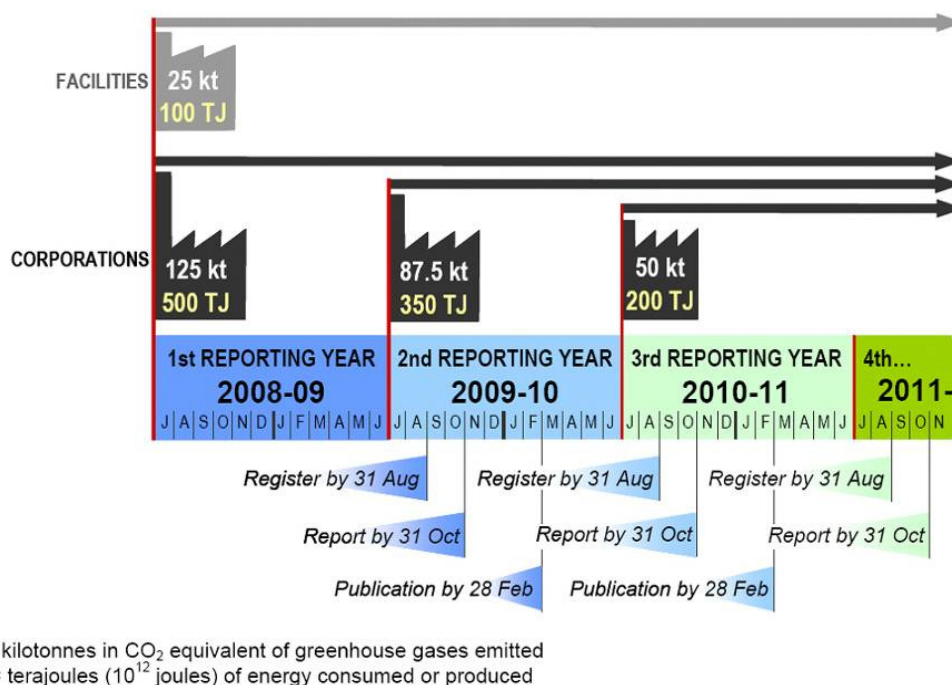 FACILITIES
25 kt
100 TJ
CORPORATIONS
125 kt
500 TJ
87.5 kt
350 TJ
50 kt
200 TJ
1st REPORTING YEAR
2008-09
2nd REPORTING YEAR
2009-10
3rd REPORTING YEAR
2010-11
4th...
2011-
J A S O N D J F M A M J
J A S O N D J F M A M J
J A S O N D J F M A M J
J A S O N
Register by 31 Aug
Register by 31 Aug
Register by 31 Aug
Report by 31 Oct
Report by 31 Oct
Report by 31 Oct
Publication by 28 Feb
Publication by 28 Feb
kilotonnes in CO₂ equivalent of greenhouse gases emitted
terajoules (10¹² joules) of energy consumed or produced